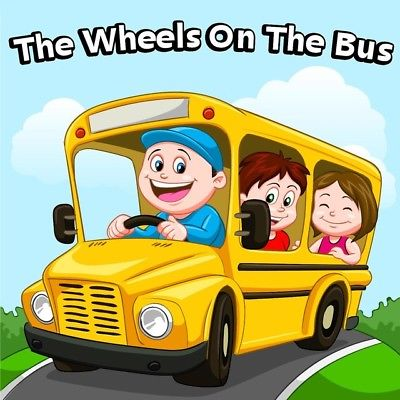 The Wheels On The Bus